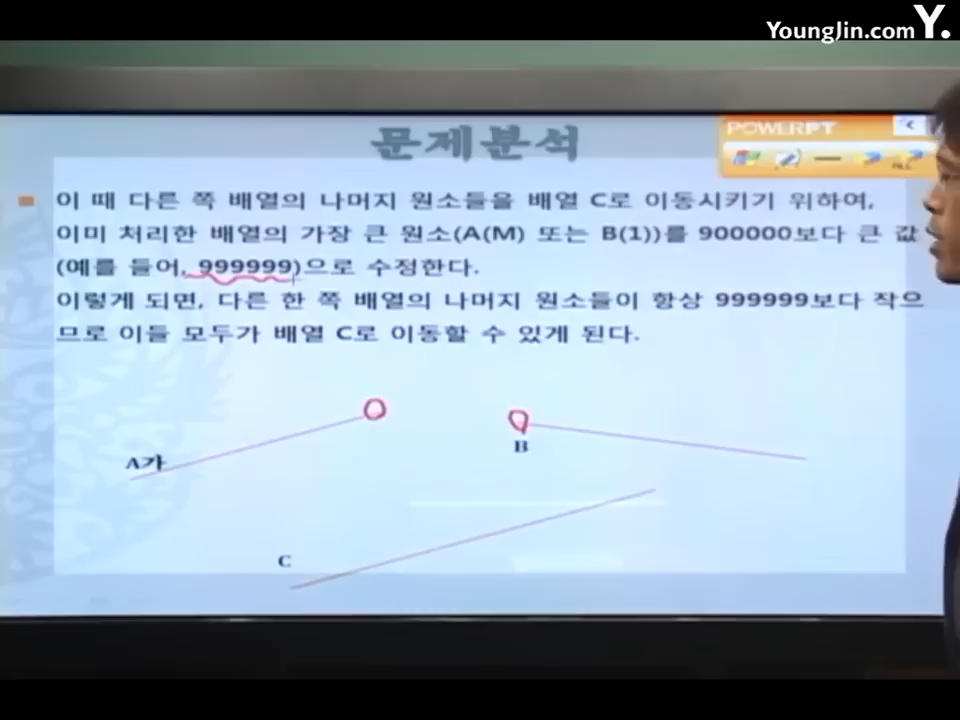 YoungJin.com Y.
문제분석
POWERPT
이 때 다른 쪽 배열의 나머지 원소들을 배열 C로 이동시키기 위하여,
이미 처리한 배열의 가장 큰 원소(A(M) 또는 B(1))를 900000보다 큰 값
(예를 들어, 999999)으로 수정한다.
이렇게 되면, 다른 한 쪽 배열의 나머지 원소들이 항상 999999보다 작으
므로 이들 모두가 배열 C로 이동할 수 있게 된다.
A가
B
C